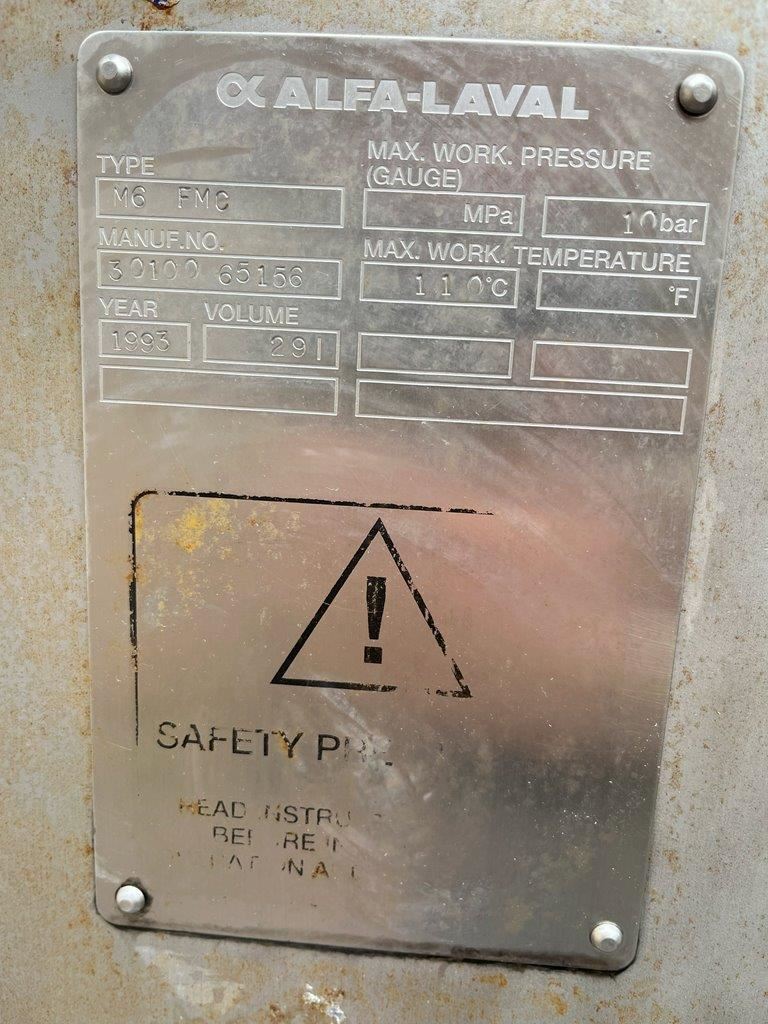 α ALFA-LAVAL
TYPE
M6 FMC
MAX. WORK. PRESSURE
(GAUGE)
MPa 10 bar
MANUF.NO.
30100 65156
MAX. WORK. TEMPERATURE
110 °C °F
YEAR VOLUME
1993 29 l
!
SAFETY